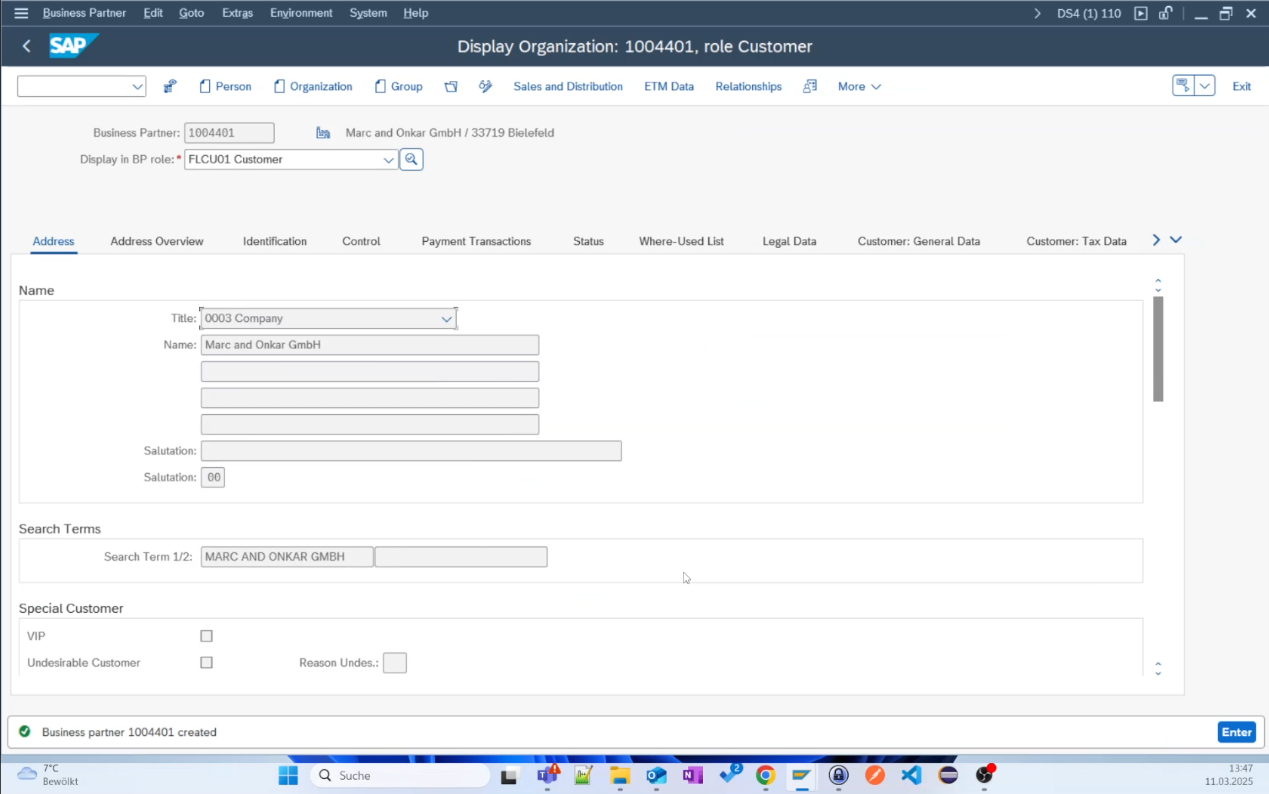 Business Partner Edit Goto Extras Environment System Help DS4 (1) 110
SAP Display Organization: 1004401, role Customer
Person Organization Group Sales and Distribution ETM Data Relationships More Exit
Business Partner: 1004401 Marc and Onkar GmbH / 33719 Bielefeld
Display in BP role:* FLCU01 Customer
Address Address Overview Identification Control Payment Transactions Status Where-Used List Legal Data Customer: General Data Customer: Tax Data
Name
Title: 0003 Company
Name: Marc and Onkar GmbH
Salutation:
Salutation: 00
Search Terms
Search Term 1/2: MARC AND ONKAR GMBH
Special Customer
VIP
Undesirable Customer Reason Undes.:
Business partner 1004401 created Enter
7°C
Bewölkt
Suche
2
13:47
11.03.2025